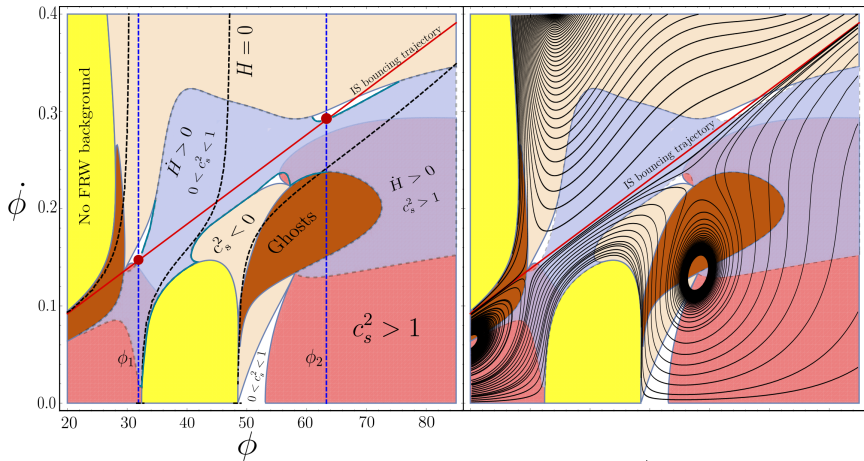 0.4
0.3
0.2
0.1
0.0
20 30 40 50 60 70 80
ϕ̇
ϕ
No FRW background
H = 0
IS bouncing trajectory
Ḣ > 0
0 < c_s^2 < 1
c_s^2 < 0
Ghosts
Ḣ > 0
c_s^2 > 1
c_s^2 > 1
0 < c_s^2 < 1
ϕ_1
ϕ_2
IS bouncing trajectory